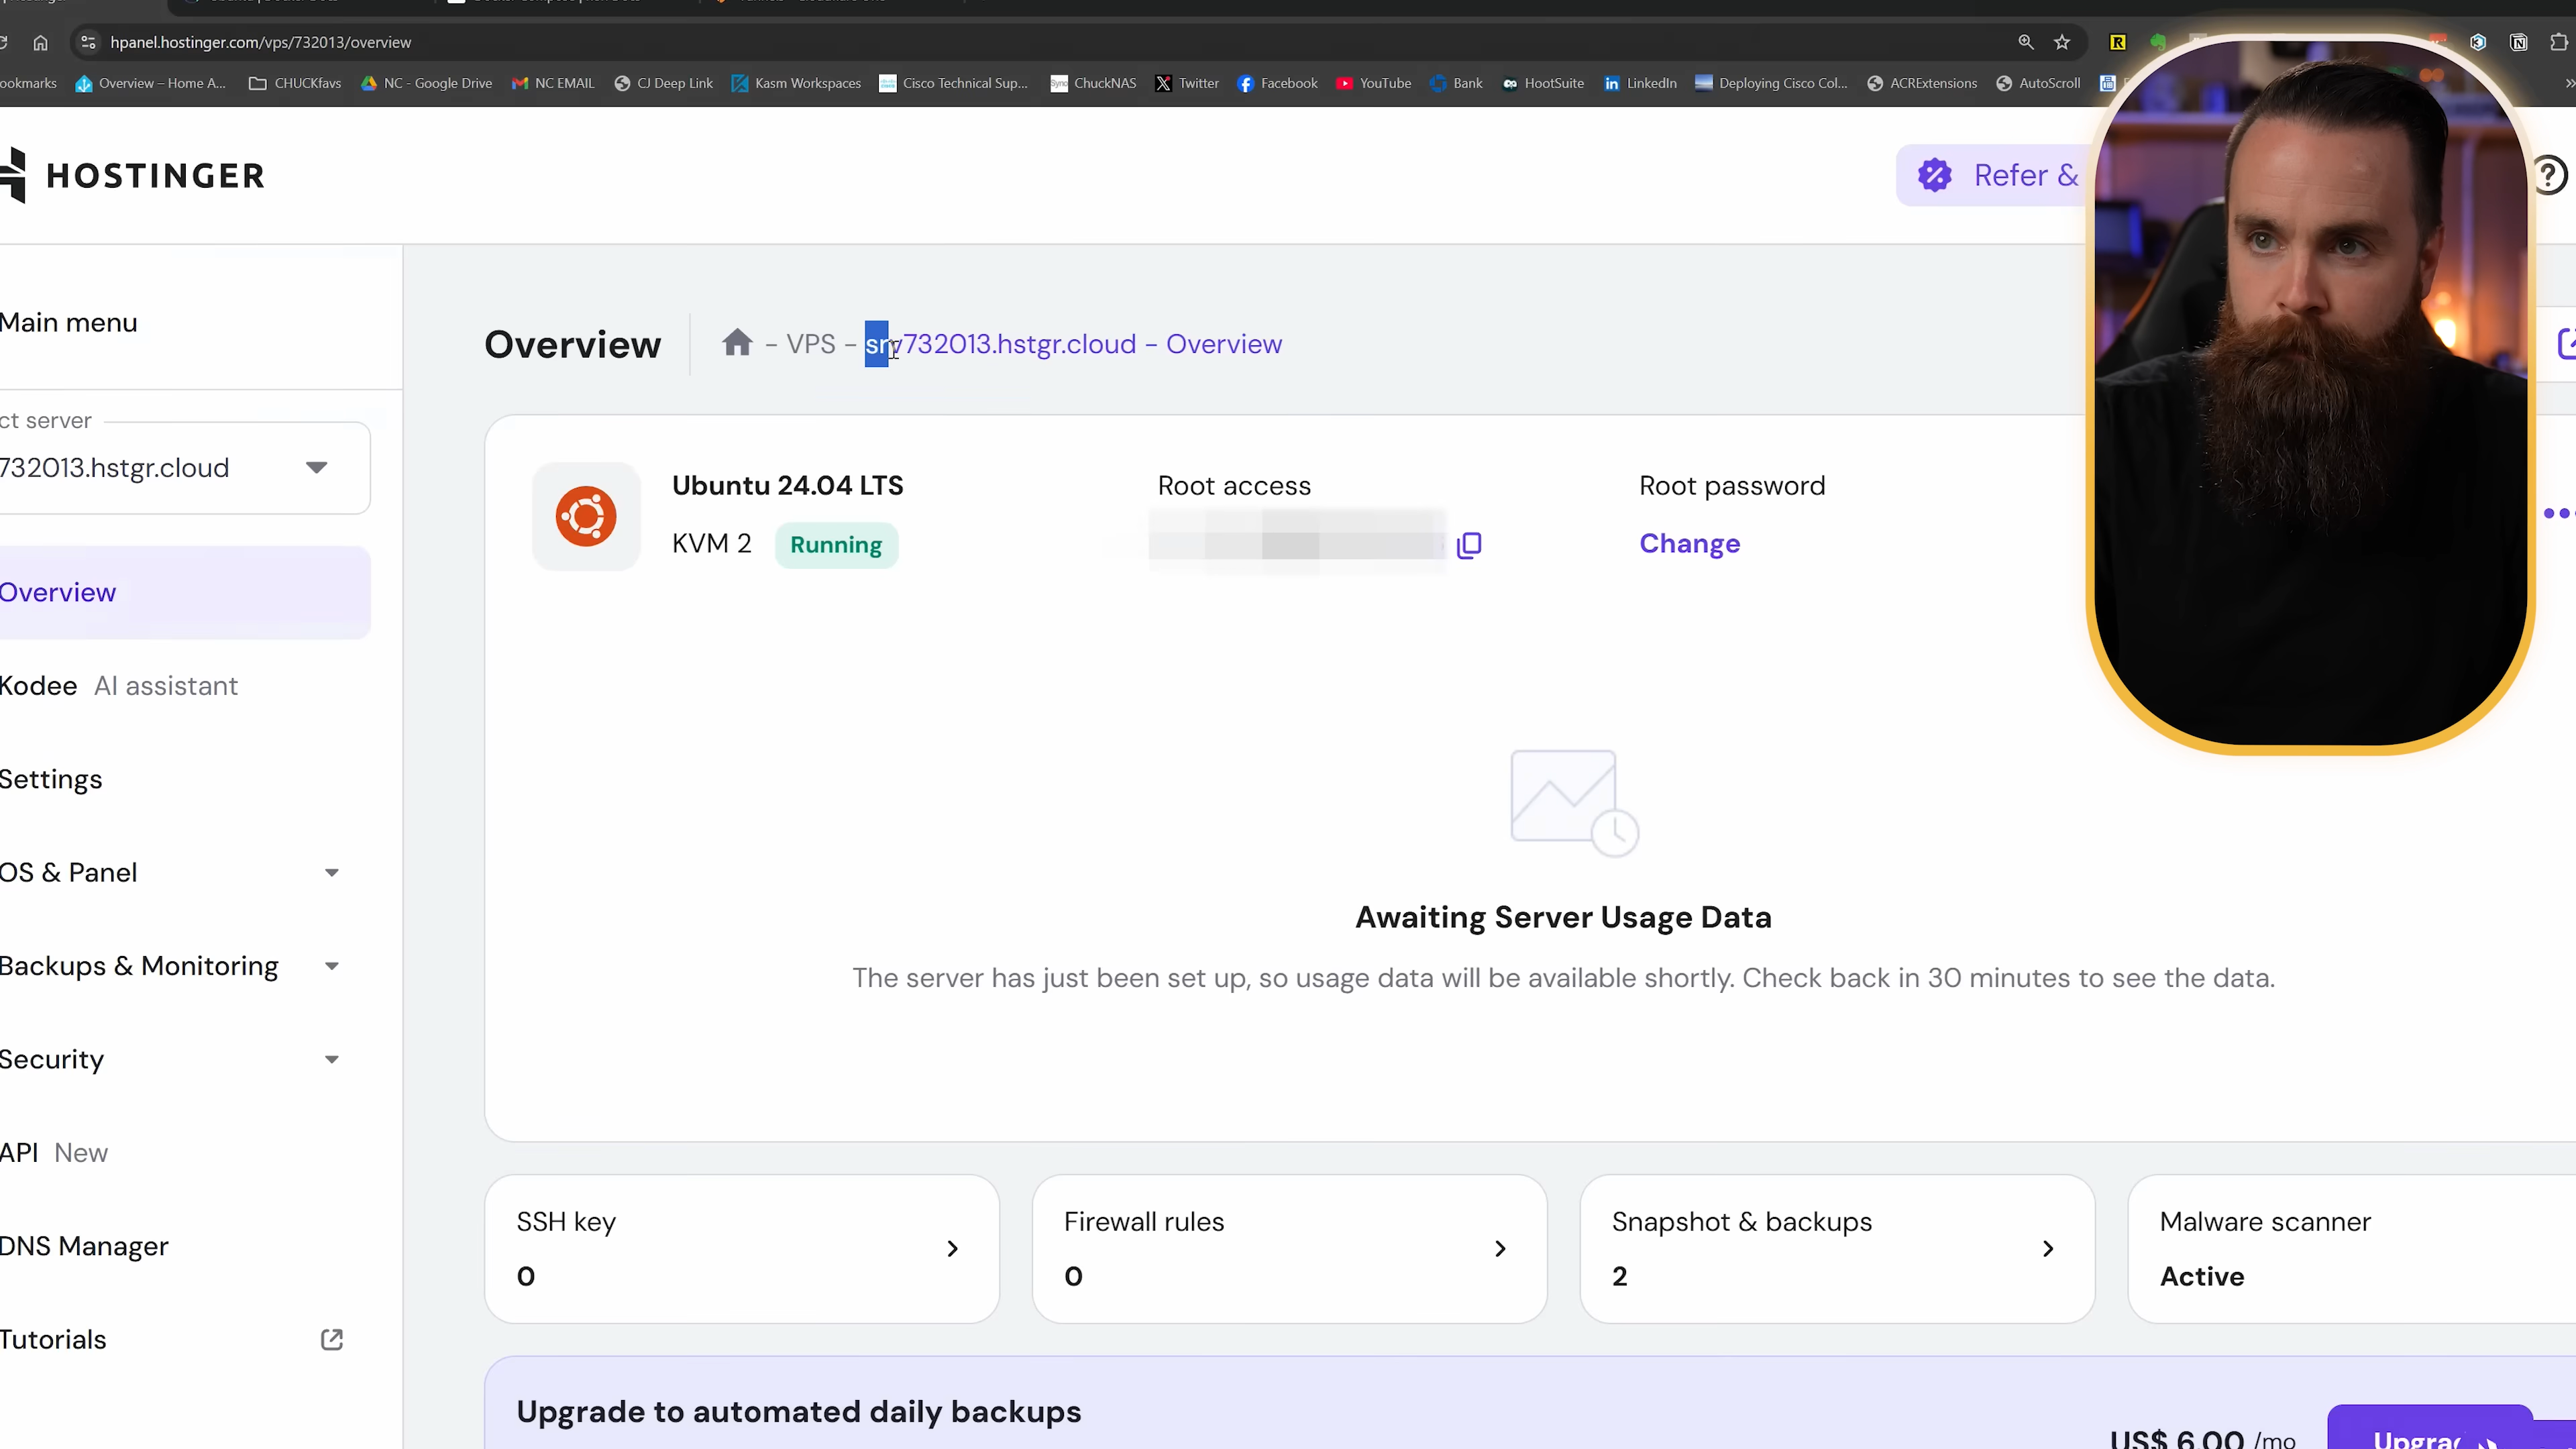 hpanel.hostinger.com/vps/732013/overview
ookmarks Overview – Home A... CHUCKfavs NC - Google Drive NC EMAIL CJ Deep Link Kasm Workspaces Cisco Technical Sup... ChuckNAS Twitter Facebook YouTube Bank HootSuite LinkedIn Deploying Cisco Col... ACRExtensions AutoScroll
HOSTINGER
Refer &
Main menu
Overview
- VPS - srv732013.hstgr.cloud - Overview
ct server
732013.hstgr.cloud
Ubuntu 24.04 LTS
KVM 2 Running
Root access
Root password
Change
Overview
Kodee AI assistant
Settings
OS & Panel
Backups & Monitoring
Security
API New
DNS Manager
Tutorials
Awaiting Server Usage Data
The server has just been set up, so usage data will be available shortly. Check back in 30 minutes to see the data.
SSH key
0
Firewall rules
0
Snapshot & backups
2
Malware scanner
Active
Upgrade to automated daily backups
US$ 6.00 /mo
Upgra